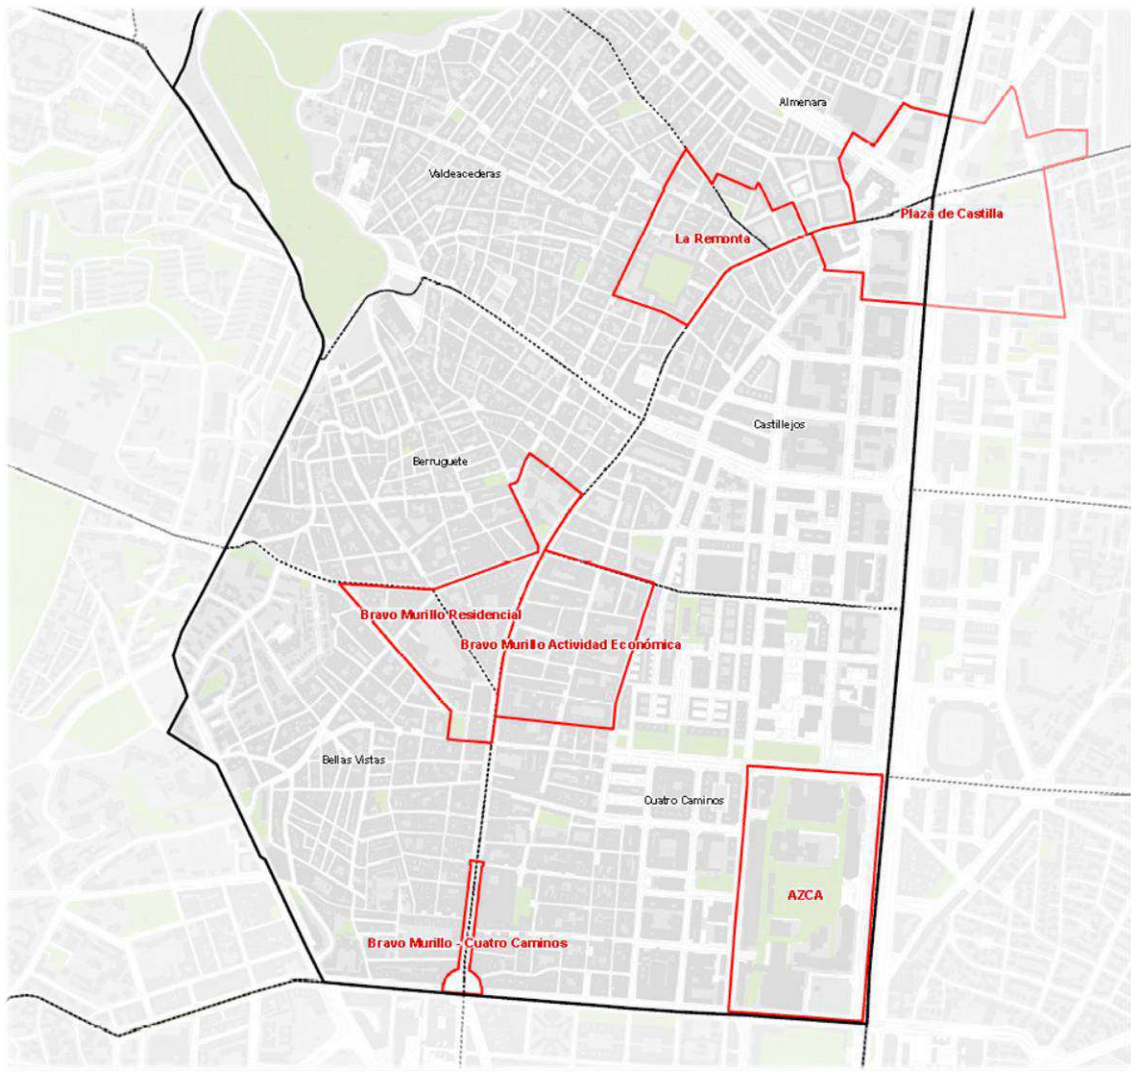 Almenara
Valdeacederas
Plaza de Castilla
La Remonta
Castillejos
Berruguete
Bravo Murillo Residencial
Bravo Murillo Actividad Económica
Bellas Vistas
Cuatro Caminos
AZCA
Bravo Murillo - Cuatro Caminos